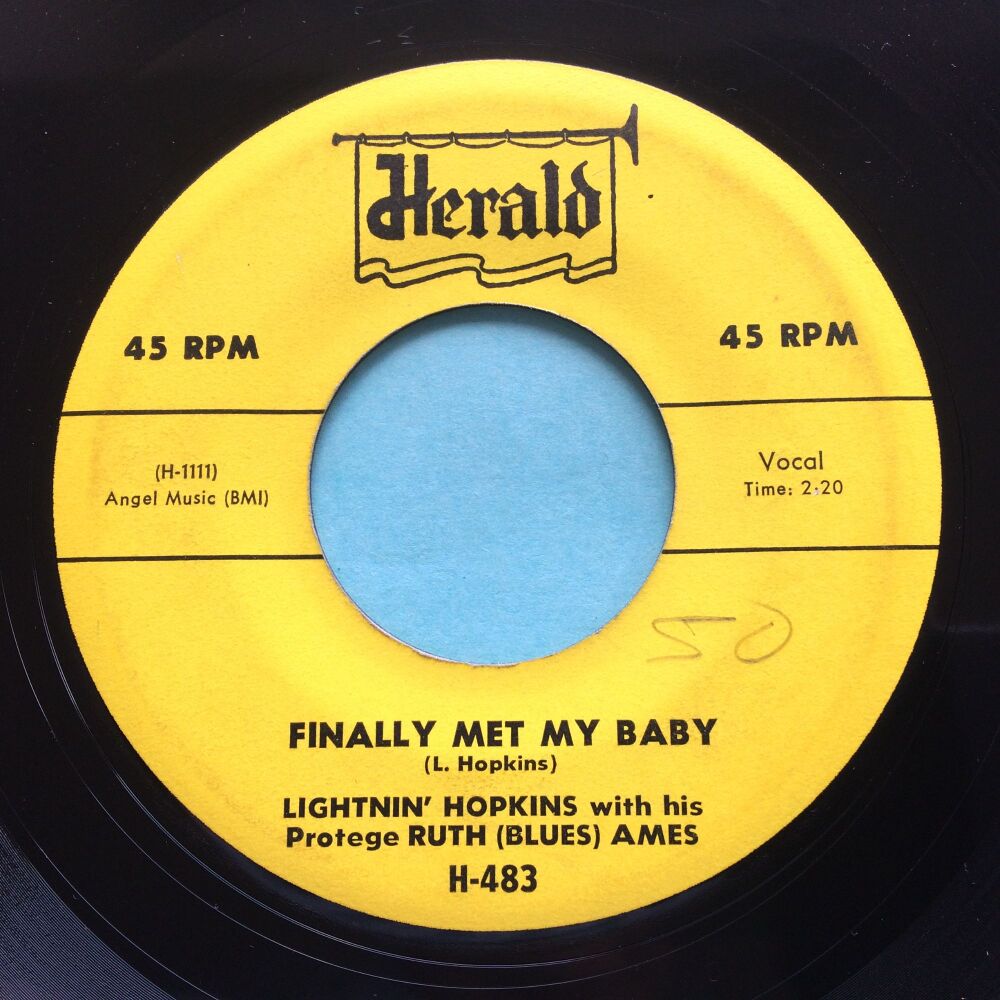 Herald
45 RPM
45 RPM
(H-1111)
Angel Music (BMI)
Vocal
Time: 2:20
50
FINALLY MET MY BABY
(L. Hopkins)
LIGHTNIN' HOPKINS with his
Protege RUTH (BLUES) AMES
H-483